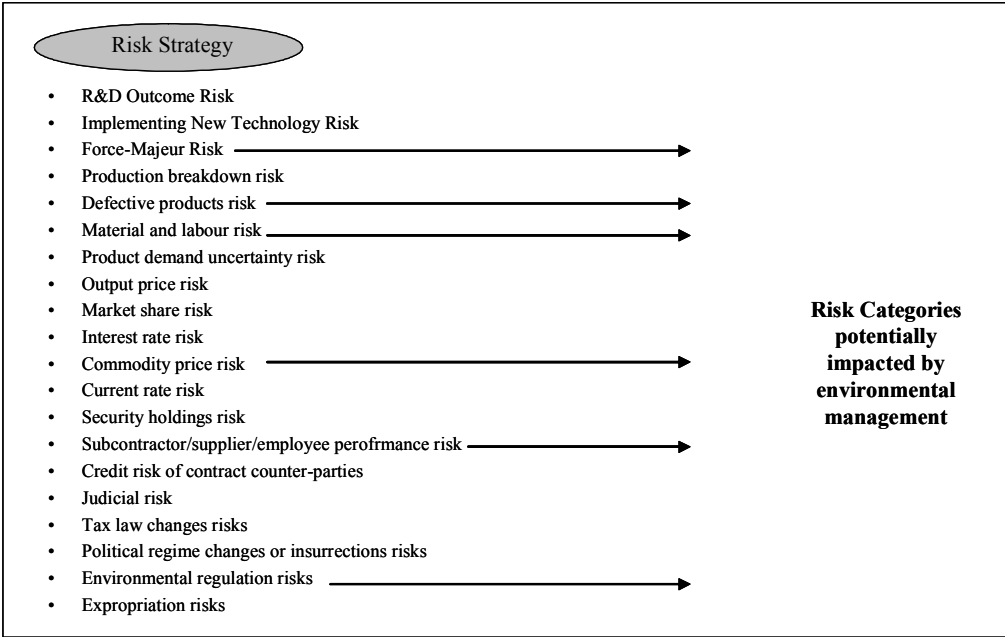 Risk Strategy
• R&D Outcome Risk
• Implementing New Technology Risk
• Force-Majeur Risk
• Production breakdown risk
• Defective products risk
• Material and labour risk
• Product demand uncertainty risk
• Output price risk
• Market share risk
• Interest rate risk
• Commodity price risk
• Current rate risk
• Security holdings risk
• Subcontractor/supplier/employee perofrmance risk
• Credit risk of contract counter-parties
• Judicial risk
• Tax law changes risks
• Political regime changes or insurrections risks
• Environmental regulation risks
• Expropriation risks
Risk Categories
potentially
impacted by
environmental
management